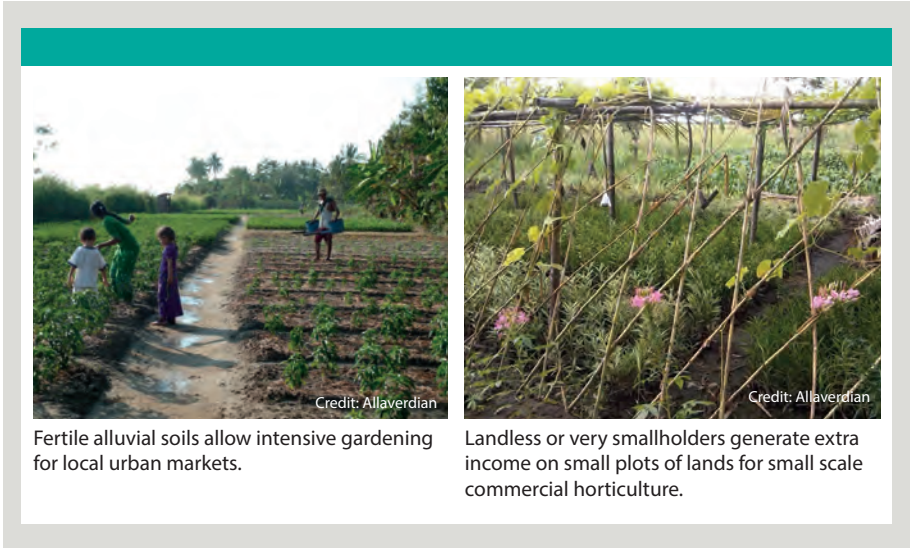 Credit: Allaverdian
Fertile alluvial soils allow intensive gardening
for local urban markets.
Credit: Allaverdian
Landless or very smallholders generate extra
income on small plots of lands for small scale
commercial horticulture.